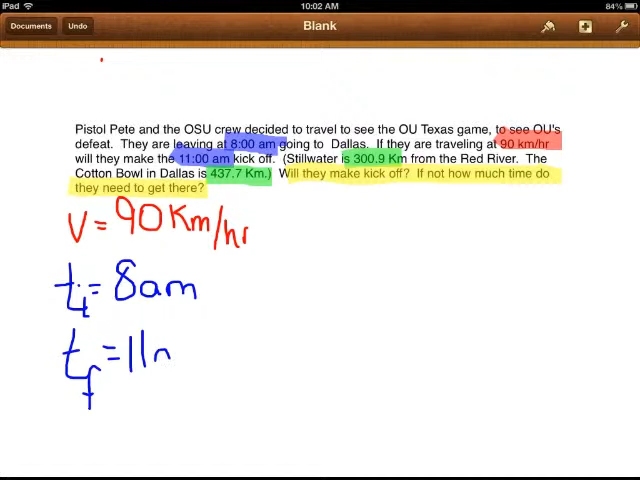 iPad 10:02 AM 84%
Documents Undo Blank
Pistol Pete and the OSU crew decided to travel to see the OU Texas game, to see OU's
defeat. They are leaving at 8:00 am going to Dallas. If they are traveling at 90 km/hr
will they make the 11:00 am kick off. (Stillwater is 300.9 Km from the Red River. The
Cotton Bowl in Dallas is 437.7 Km.) Will they make kick off? If not how much time do
they need to get there?
v = 90 Km/hr
ti = 8am
tf = 11n